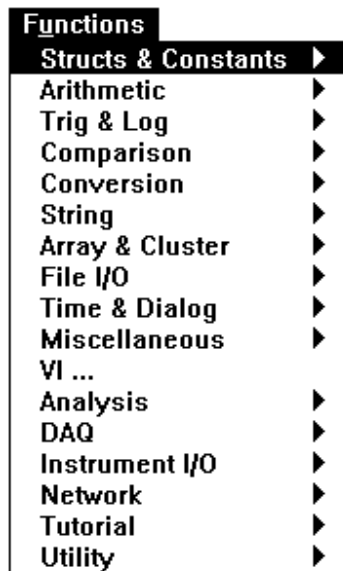 Functions
Structs & Constants
Arithmetic
Trig & Log
Comparison
Conversion
String
Array & Cluster
File I/O
Time & Dialog
Miscellaneous
VI ...
Analysis
DAQ
Instrument I/O
Network
Tutorial
Utility